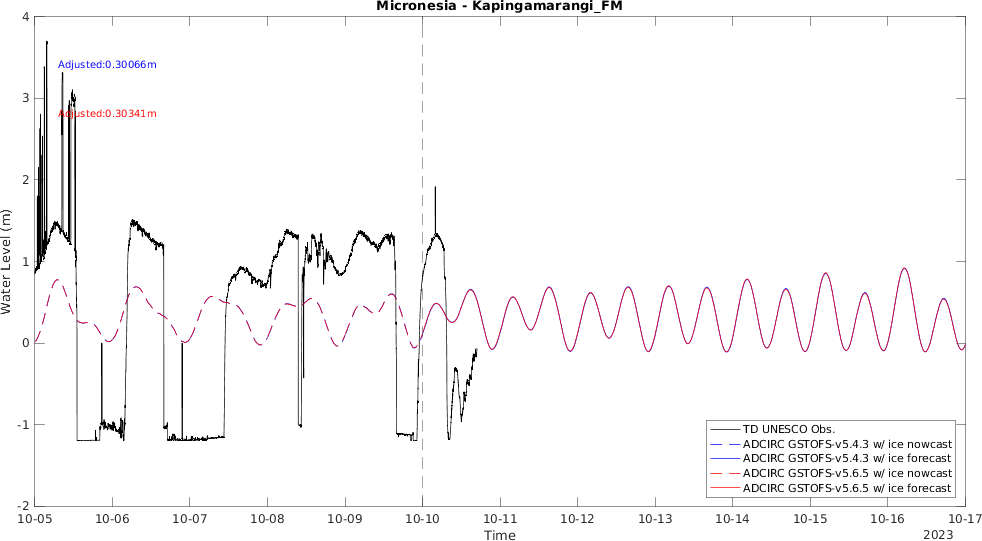 Micronesia - Kapingamarangi_FM
Adjusted:0.30066m
Adjusted:0.30341m
Water Level (m)
4
3
2
1
0
-1
-2
TD UNESCO Obs.
ADCIRC GSTOFS-v5.4.3 w/ ice nowcast
ADCIRC GSTOFS-v5.4.3 w/ ice forecast
ADCIRC GSTOFS-v5.6.5 w/ ice nowcast
ADCIRC GSTOFS-v5.6.5 w/ ice forecast
10-05 10-06 10-07 10-08 10-09 10-10 10-11 10-12 10-13 10-14 10-15 10-16 10-17
Time
2023